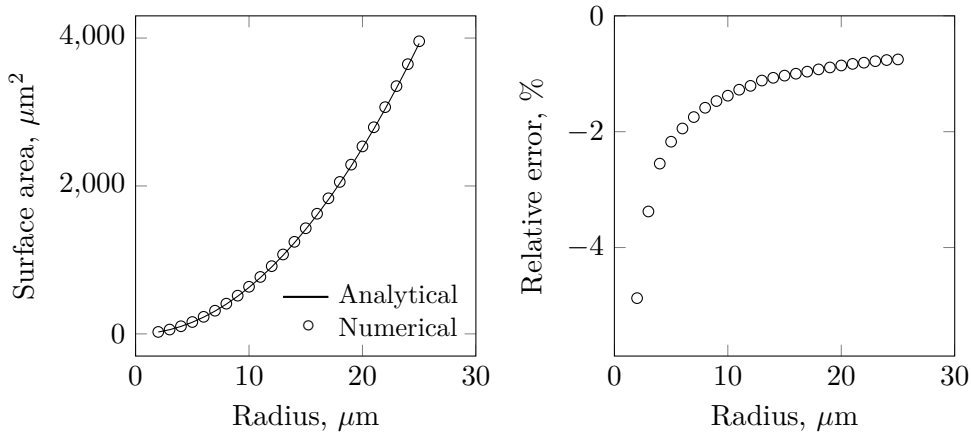 4,000
2,000
0
0
10
20
30
Surface area, μm²
Radius, μm
Analytical
Numerical
0
−2
−4
0
10
20
30
Relative error, %
Radius, μm